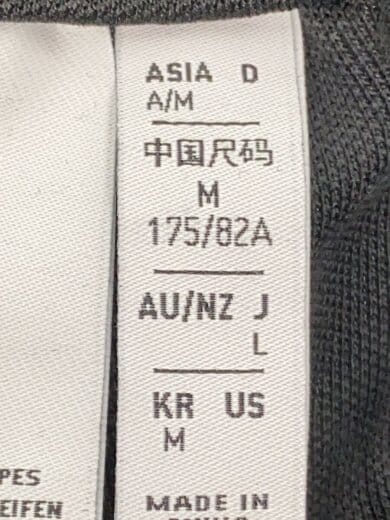 ASIA D
A/M
中国尺码
M
175/82A
AU/NZ J
L
KR US
M
MADE IN
PES
EIFEN